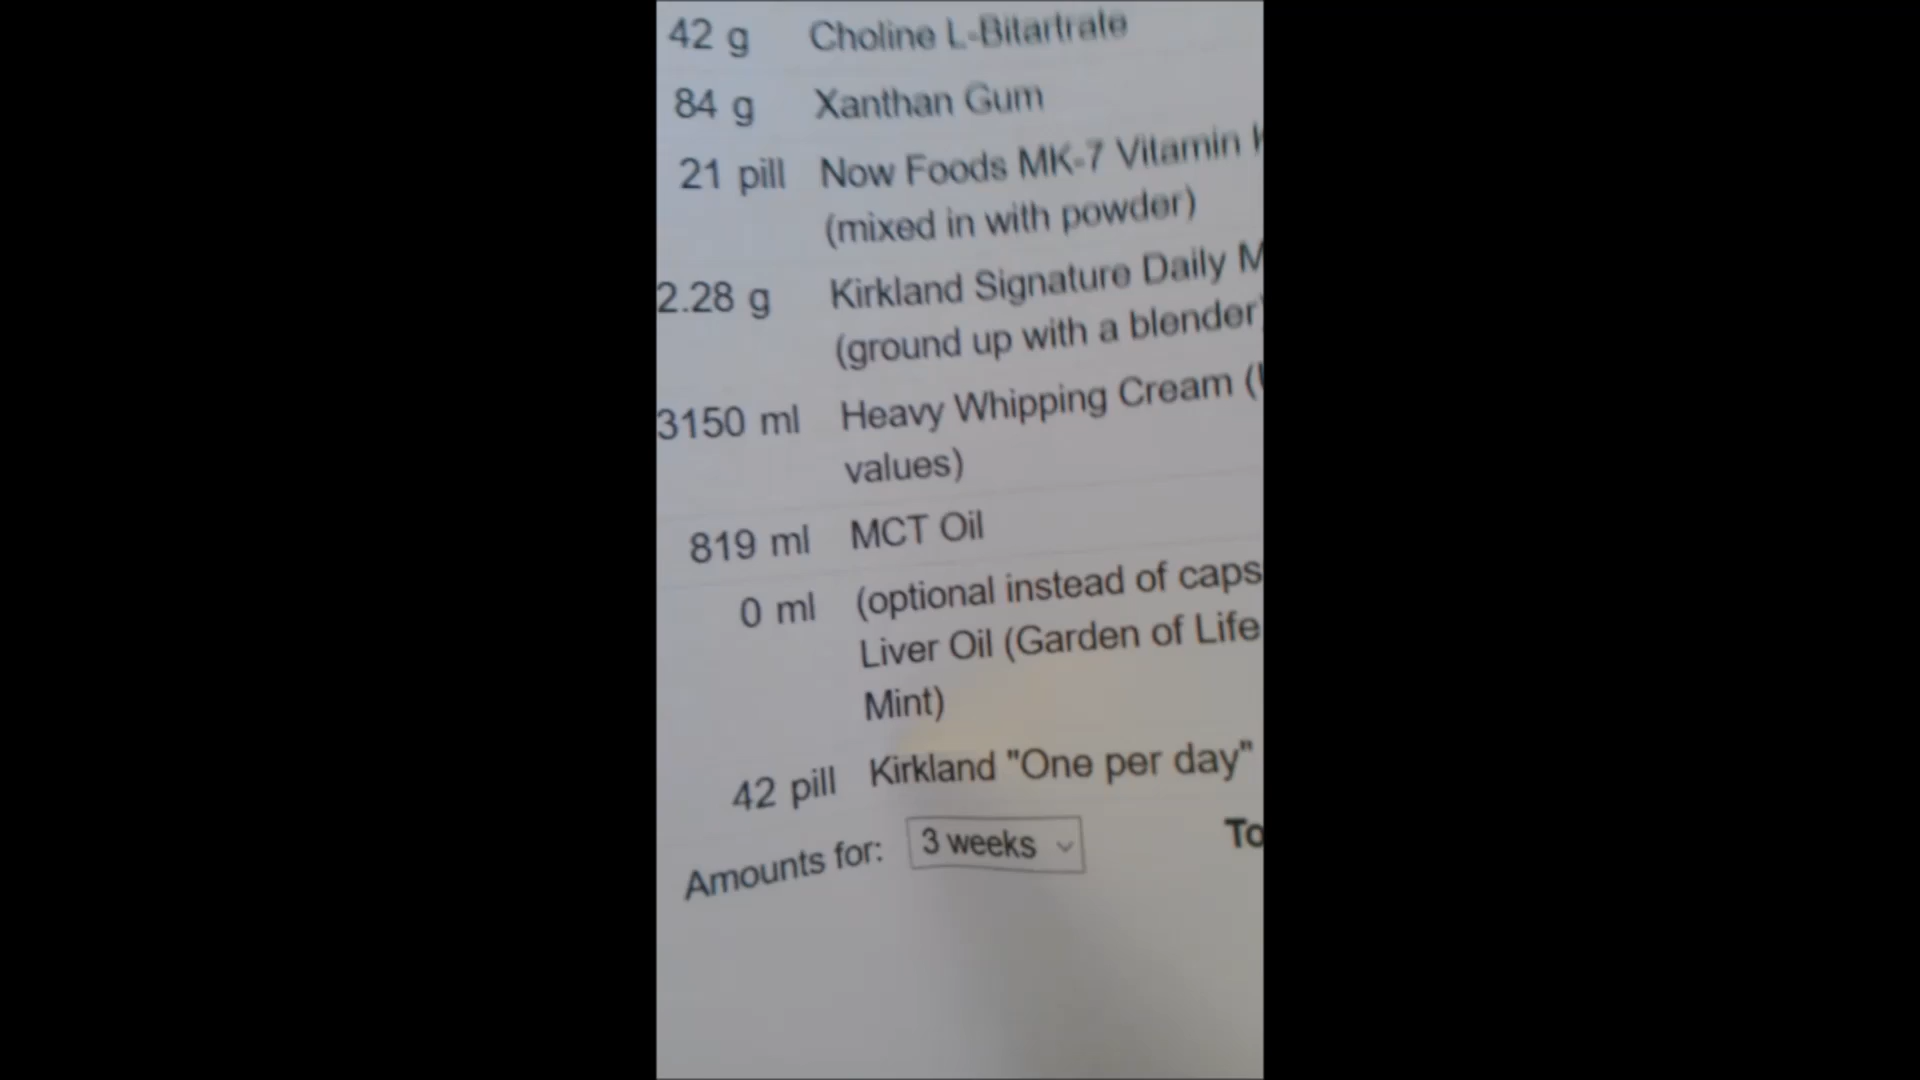 42 g Choline L-Bitartrate
84 g Xanthan Gum
21 pill Now Foods MK-7 Vitamin
(mixed in with powder)
2.28 g Kirkland Signature Daily
(ground up with a blender)
3150 ml Heavy Whipping Cream (
values)
819 ml MCT Oil
0 ml (optional instead of caps
Liver Oil (Garden of Life
Mint)
42 pill Kirkland "One per day"
Amounts for: 3 weeks To